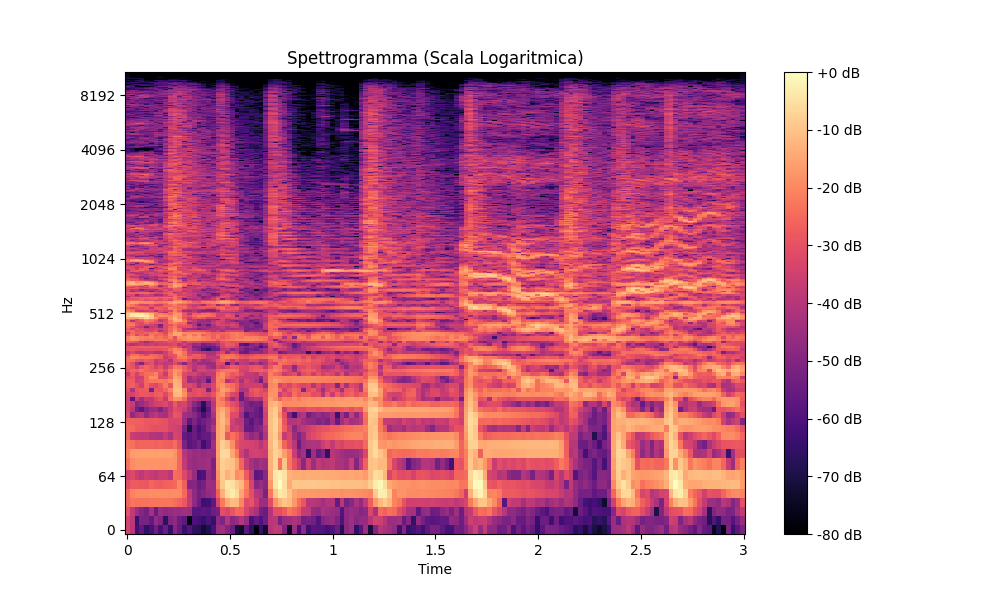 Spettrogramma (Scala Logaritmica)
Hz
8192
4096
2048
1024
512
256
128
64
0
0 0.5 1 1.5 2 2.5 3
Time
+0 dB
-10 dB
-20 dB
-30 dB
-40 dB
-50 dB
-60 dB
-70 dB
-80 dB